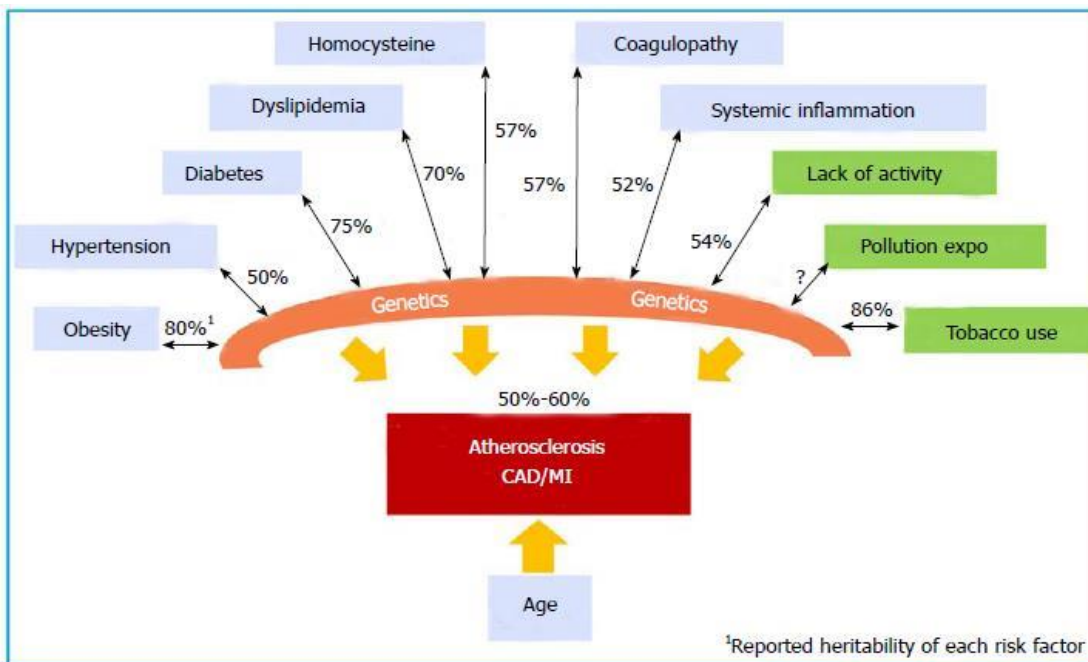 Homocysteine
Coagulopathy
Dyslipidemia
57%
Systemic inflammation
Diabetes
70%
57%
52%
Lack of activity
Hypertension
75%
54%
Pollution expo
50%
Genetics
Genetics
?
Obesity
80%¹
86%
Tobacco use
50%-60%
Atherosclerosis
CAD/MI
Age
¹Reported heritability of each risk factor